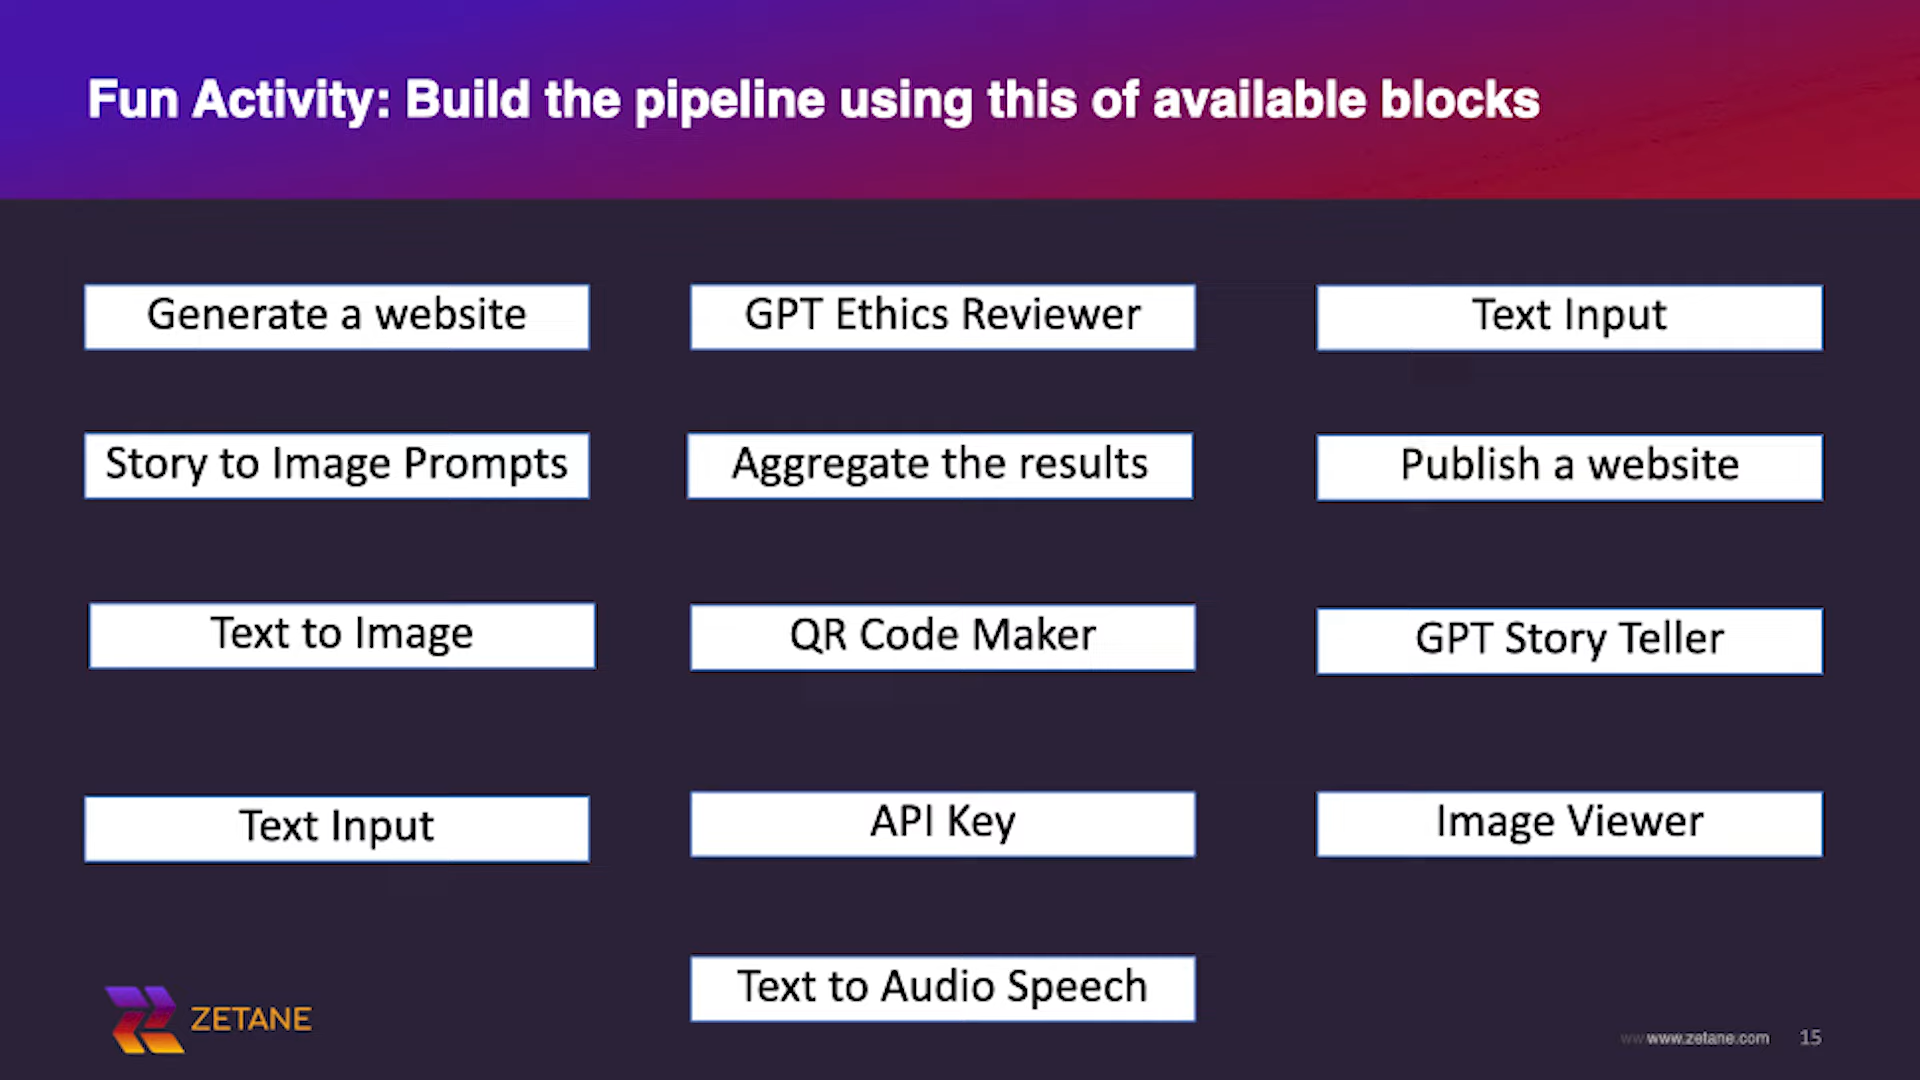 Fun Activity: Build the pipeline using this of available blocks
Generate a website
GPT Ethics Reviewer
Text Input
Story to Image Prompts
Aggregate the results
Publish a website
Text to Image
QR Code Maker
GPT Story Teller
Text Input
API Key
Image Viewer
Text to Audio Speech
ZETANE
www.zetane.com
15